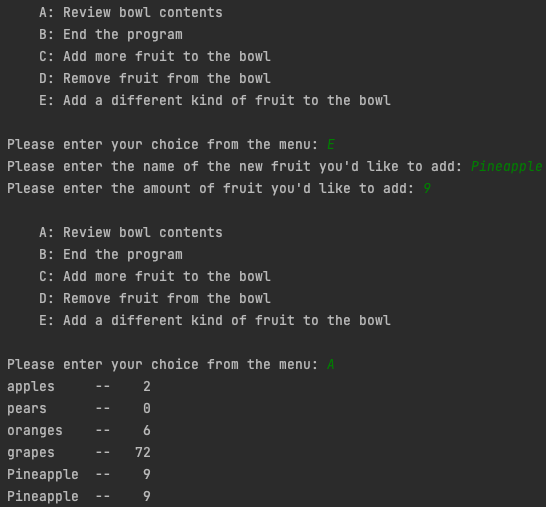 A: Review bowl contents
B: End the program
C: Add more fruit to the bowl
D: Remove fruit from the bowl
E: Add a different kind of fruit to the bowl
Please enter your choice from the menu: E
Please enter the name of the new fruit you'd like to add: Pineapple
Please enter the amount of fruit you'd like to add: 9
A: Review bowl contents
B: End the program
C: Add more fruit to the bowl
D: Remove fruit from the bowl
E: Add a different kind of fruit to the bowl
Please enter your choice from the menu: A
apples     --    2
pears      --    0
oranges    --    6
grapes     --   72
Pineapple  --    9
Pineapple  --    9